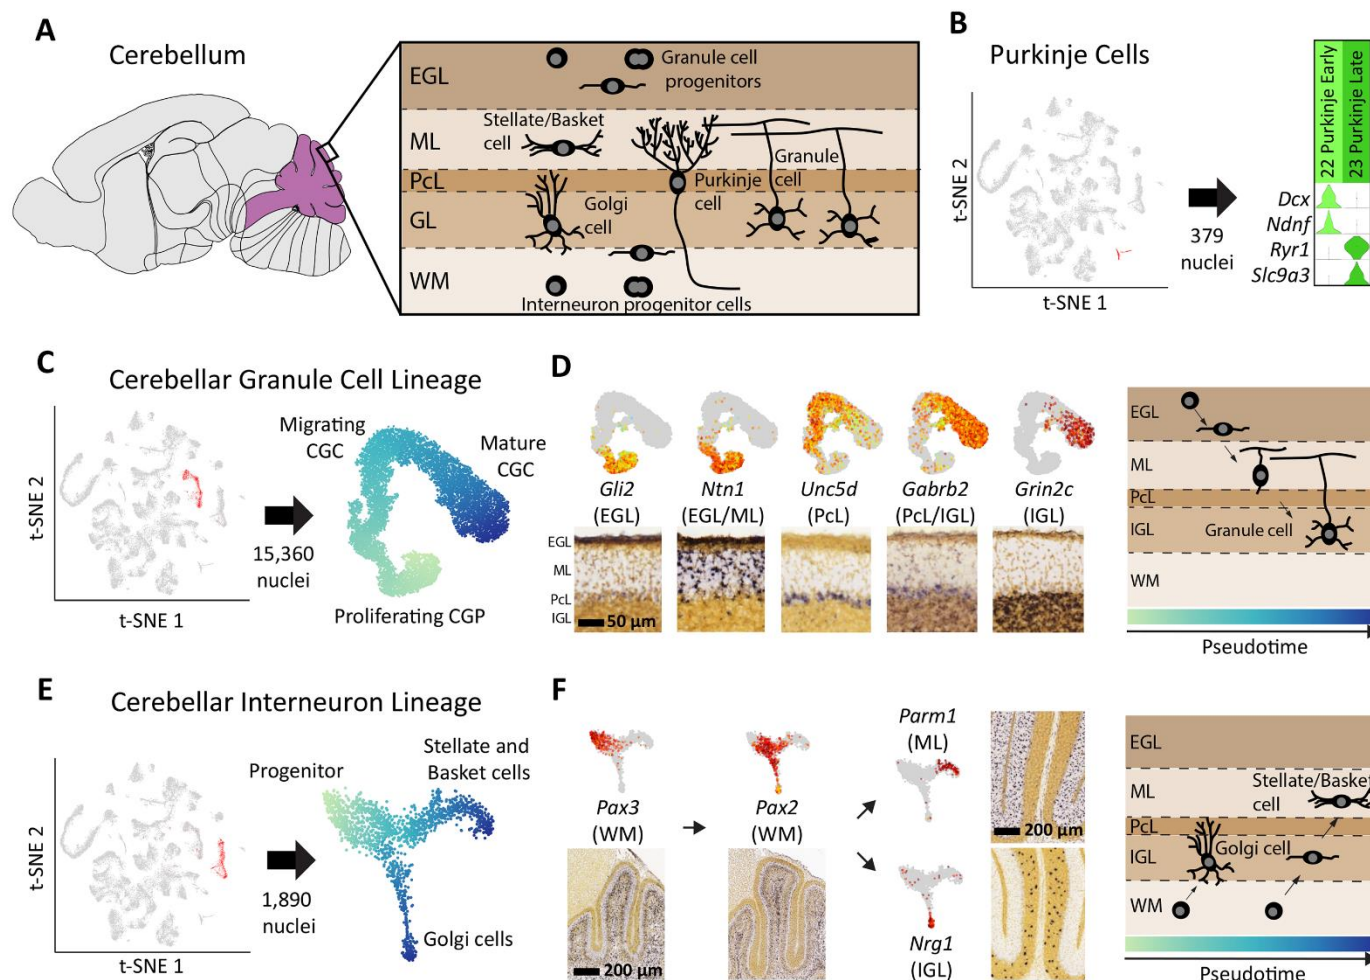 A
Cerebellum
EGL
ML
PcL
GL
WM
Granule cell
progenitors
Stellate/Basket
cell
Granule
cell
Purkinje
cell
Golgi
cell
Interneuron progenitor cells
B
Purkinje Cells
t-SNE 2
t-SNE 1
379
nuclei
22 Purkinje Early
23 Purkinje Late
Dcx
Ndnf
Ryr1
Slc9a3
C
Cerebellar Granule Cell Lineage
t-SNE 2
t-SNE 1
15,360
nuclei
Migrating
CGC
Mature
CGC
Proliferating CGP
D
Gli2
(EGL)
Ntn1
(EGL/ML)
Unc5d
(PcL)
Gabrb2
(PcL/IGL)
Grin2c
(IGL)
EGL
ML
PcL
IGL
50 µm
EGL
ML
PcL
IGL
WM
Granule cell
Pseudotime
E
Cerebellar Interneuron Lineage
t-SNE 2
t-SNE 1
1,890
nuclei
Progenitor
Stellate and
Basket cells
Golgi cells
F
Pax3
(WM)
200 µm
Pax2
(WM)
Parm1
(ML)
200 µm
Nrg1
(IGL)
EGL
ML
PcL
IGL
WM
Stellate/Basket
cell
Golgi cell
Pseudotime